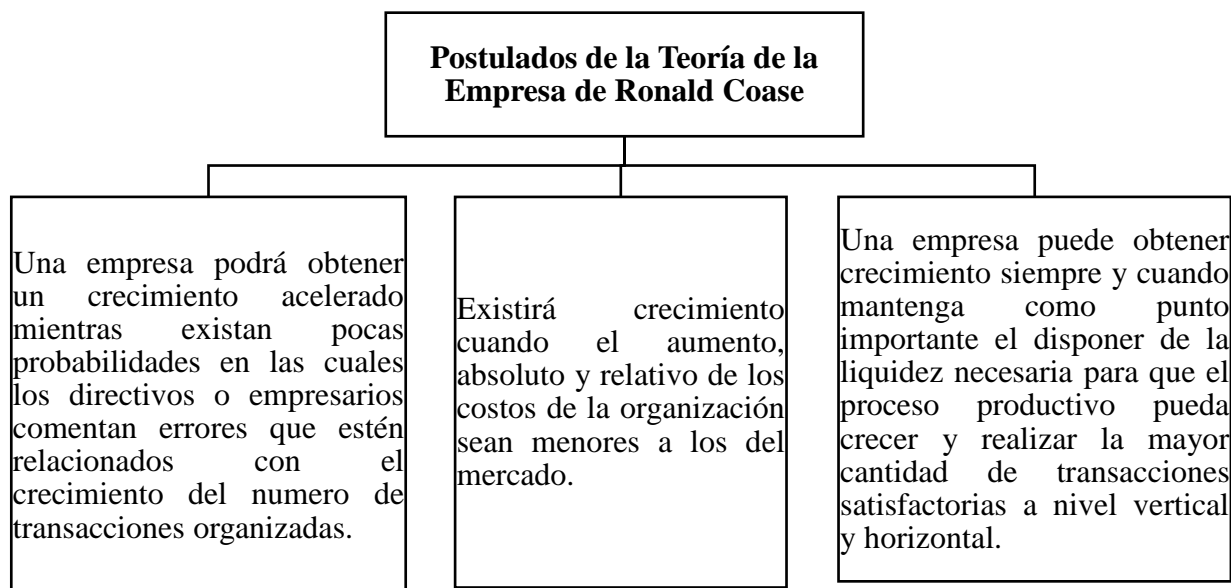 Postulados de la Teoría de la
Empresa de Ronald Coase
Una empresa podrá obtener
un crecimiento acelerado
mientras existan pocas
probabilidades en las cuales
los directivos o empresarios
comentan errores que estén
relacionados con el
crecimiento del numero de
transacciones organizadas.
Existirá crecimiento
cuando el aumento,
absoluto y relativo de los
costos de la organización
sean menores a los del
mercado.
Una empresa puede obtener
crecimiento siempre y cuando
mantenga como punto
importante el disponer de la
liquidez necesaria para que el
proceso productivo pueda
crecer y realizar la mayor
cantidad de transacciones
satisfactorias a nivel vertical
y horizontal.